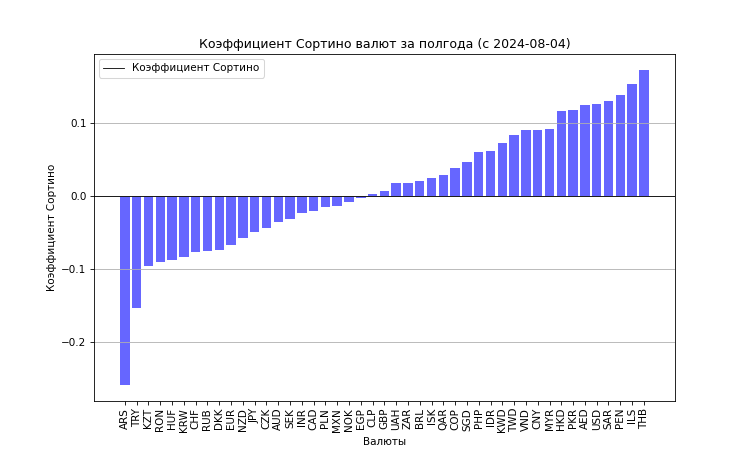 Коэффициент Сортино валют за полгода (с 2024-08-04)
Коэффициент Сортино
Коэффициент Сортино
0.1
0.0
−0.1
−0.2
ARS TRY KZT RON HUF KRW CHF RUB DKK EUR NZD JPY CZK AUD SEK INR CAD PLN MXN NOK EGP CLP GBP UAH ZAR BRL ISK QAR COP SGD PHP IDR KWD TWD VND CNY MYR HKD PKR AED USD SAR PEN ILS THB
Валюты